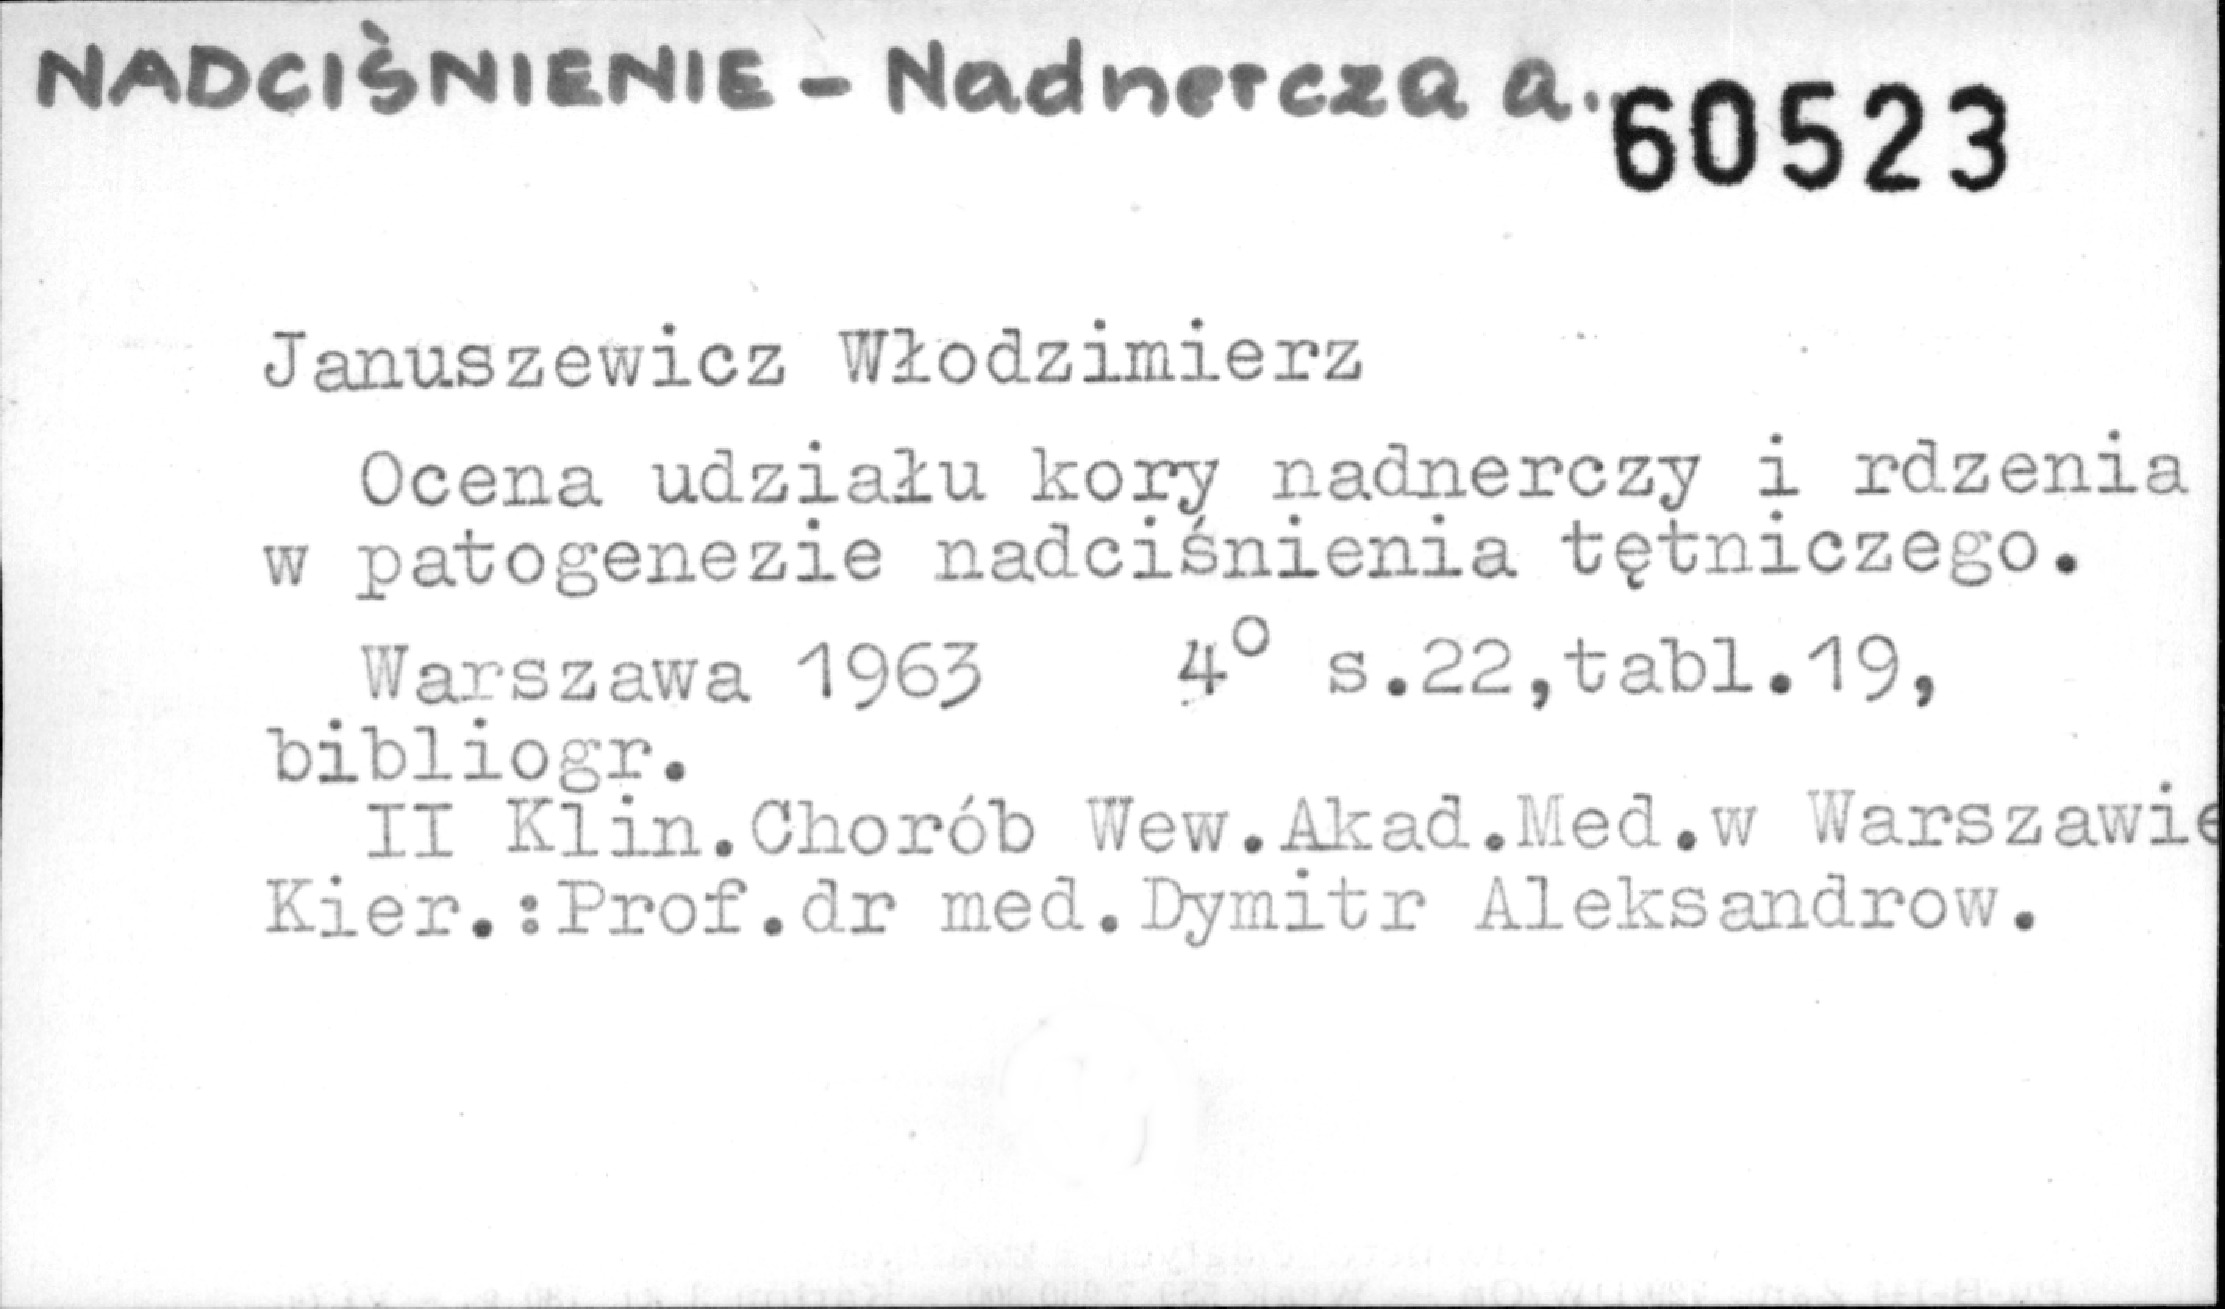 NADCIŚNIENIE - Nadnercza a.
60523
Januszewicz Włodzimierz
Ocena udziału kory nadnerczy i rdzenia
w patogenezie nadciśnienia tętniczego.
Warszawa 1963 4° s.22,tabl.19,
bibliogr.
II Klin.Chorób Wew.Akad.Med.w Warszawie
Kier.:Prof.dr med.Dymitr Aleksandrow.